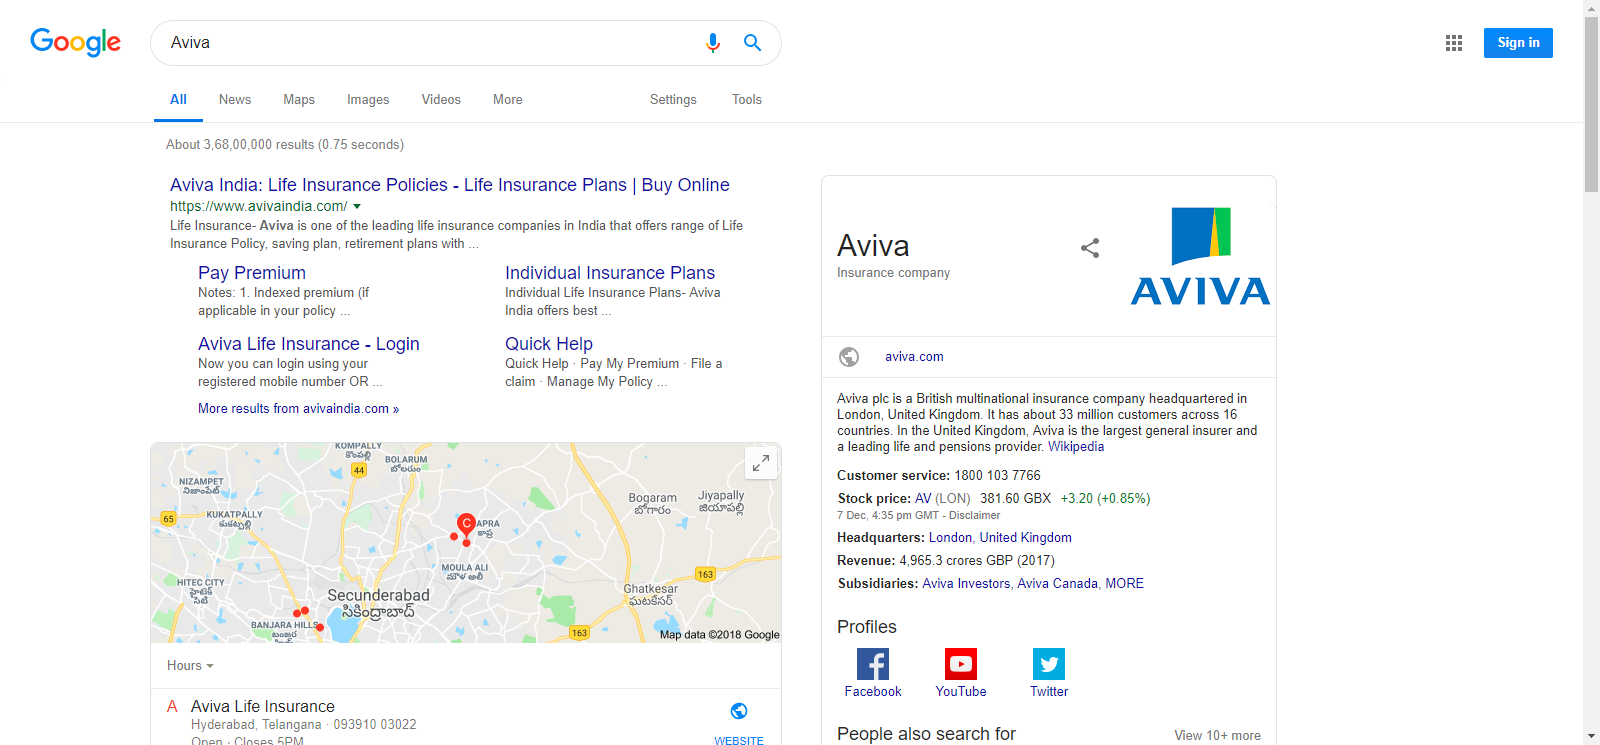 Google
Aviva
Sign in
All News Maps Images Videos More Settings Tools
About 3,68,00,000 results (0.75 seconds)
Aviva India: Life Insurance Policies - Life Insurance Plans | Buy Online
https://www.avivaindia.com/
Life Insurance- Aviva is one of the leading life insurance companies in India that offers range of Life
Insurance Policy, saving plan, retirement plans with ...
Pay Premium
Notes: 1. Indexed premium (if
applicable in your policy ...
Individual Insurance Plans
Individual Life Insurance Plans- Aviva
India offers best ...
Aviva Life Insurance - Login
Now you can login using your
registered mobile number OR ...
Quick Help
Quick Help · Pay My Premium · File a
claim · Manage My Policy ...
More results from avivaindia.com »
KOMPALLY
కొంపల్లి
44
BOLARUM
బోలారుం
NIZAMPET
నిజాంపేట్
KUKATPALLY
కుకట్పల్లి
65
C
APRA
కాప్రా
Bogaram
బోగారం
Jiyapally
జీయాపల్లి
MOULA ALI
మౌళ అలీ
HITEC CITY
హైటెక్
సిటీ
163
Ghatkesar
ఘటకేసర్
Secunderabad
సికింద్రాబాద్
BANJARA HILLS
బంజర
163
Map data ©2018 Google
Hours
A Aviva Life Insurance
Hyderabad, Telangana · 093910 03022
Open · Closes 5PM
WEBSITE
Aviva
Insurance company
AVIVA
aviva.com
Aviva plc is a British multinational insurance company headquartered in
London, United Kingdom. It has about 33 million customers across 16
countries. In the United Kingdom, Aviva is the largest general insurer and
a leading life and pensions provider. Wikipedia
Customer service: 1800 103 7766
Stock price: AV (LON) 381.60 GBX +3.20 (+0.85%)
7 Dec, 4:35 pm GMT - Disclaimer
Headquarters: London, United Kingdom
Revenue: 4,965.3 crores GBP (2017)
Subsidiaries: Aviva Investors, Aviva Canada, MORE
Profiles
Facebook YouTube Twitter
People also search for View 10+ more